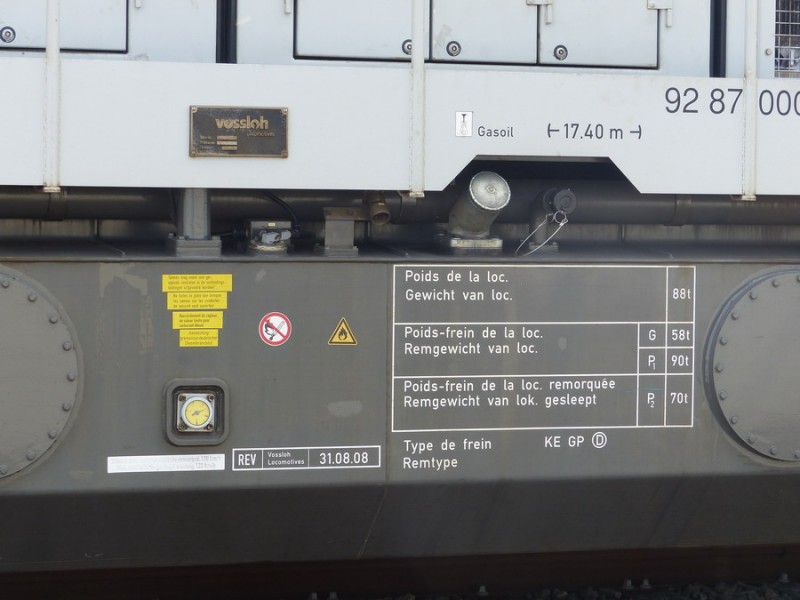 92 87 000
vossloh
Gasoil
17.40 m
Poids de la loc.
Gewicht van loc.
88t
Poids-frein de la loc.
Remgewicht van loc.
G 58t
P1 90t
Poids-frein de la loc. remorquée
Remgewicht van lok. gesleept
P2 70t
Type de frein
Remtype
KE GP D
REV
Vossloh
Locomotives
31.08.08